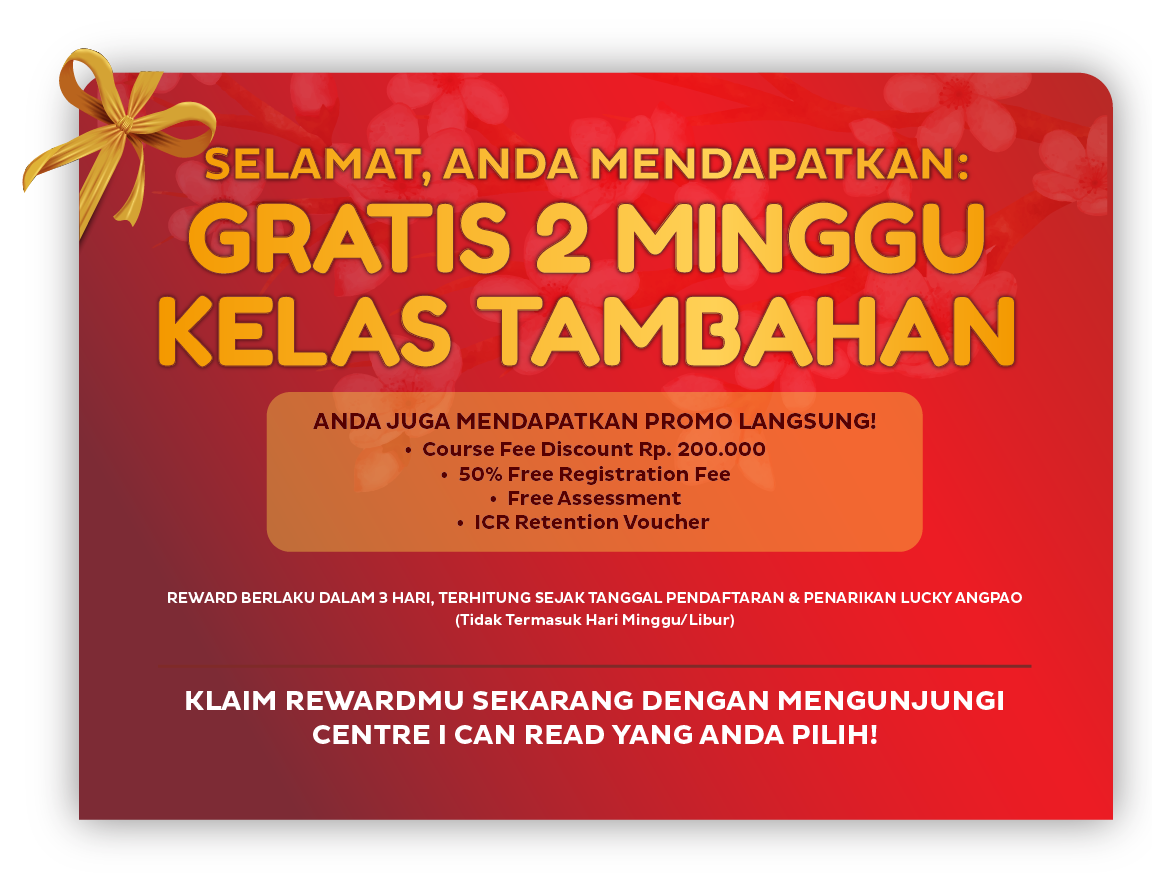 SELAMAT, ANDA MENDAPATKAN:
GRATIS 2 MINGGU
KELAS TAMBAHAN
ANDA JUGA MENDAPATKAN PROMO LANGSUNG!
• Course Fee Discount Rp. 200.000
• 50% Free Registration Fee
• Free Assessment
• ICR Retention Voucher
REWARD BERLAKU DALAM 3 HARI, TERHITUNG SEJAK TANGGAL PENDAFTARAN & PENARIKAN LUCKY ANGPAO
(Tidak Termasuk Hari Minggu/Libur)
KLAIM REWARDMU SEKARANG DENGAN MENGUNJUNGI
CENTRE I CAN READ YANG ANDA PILIH!